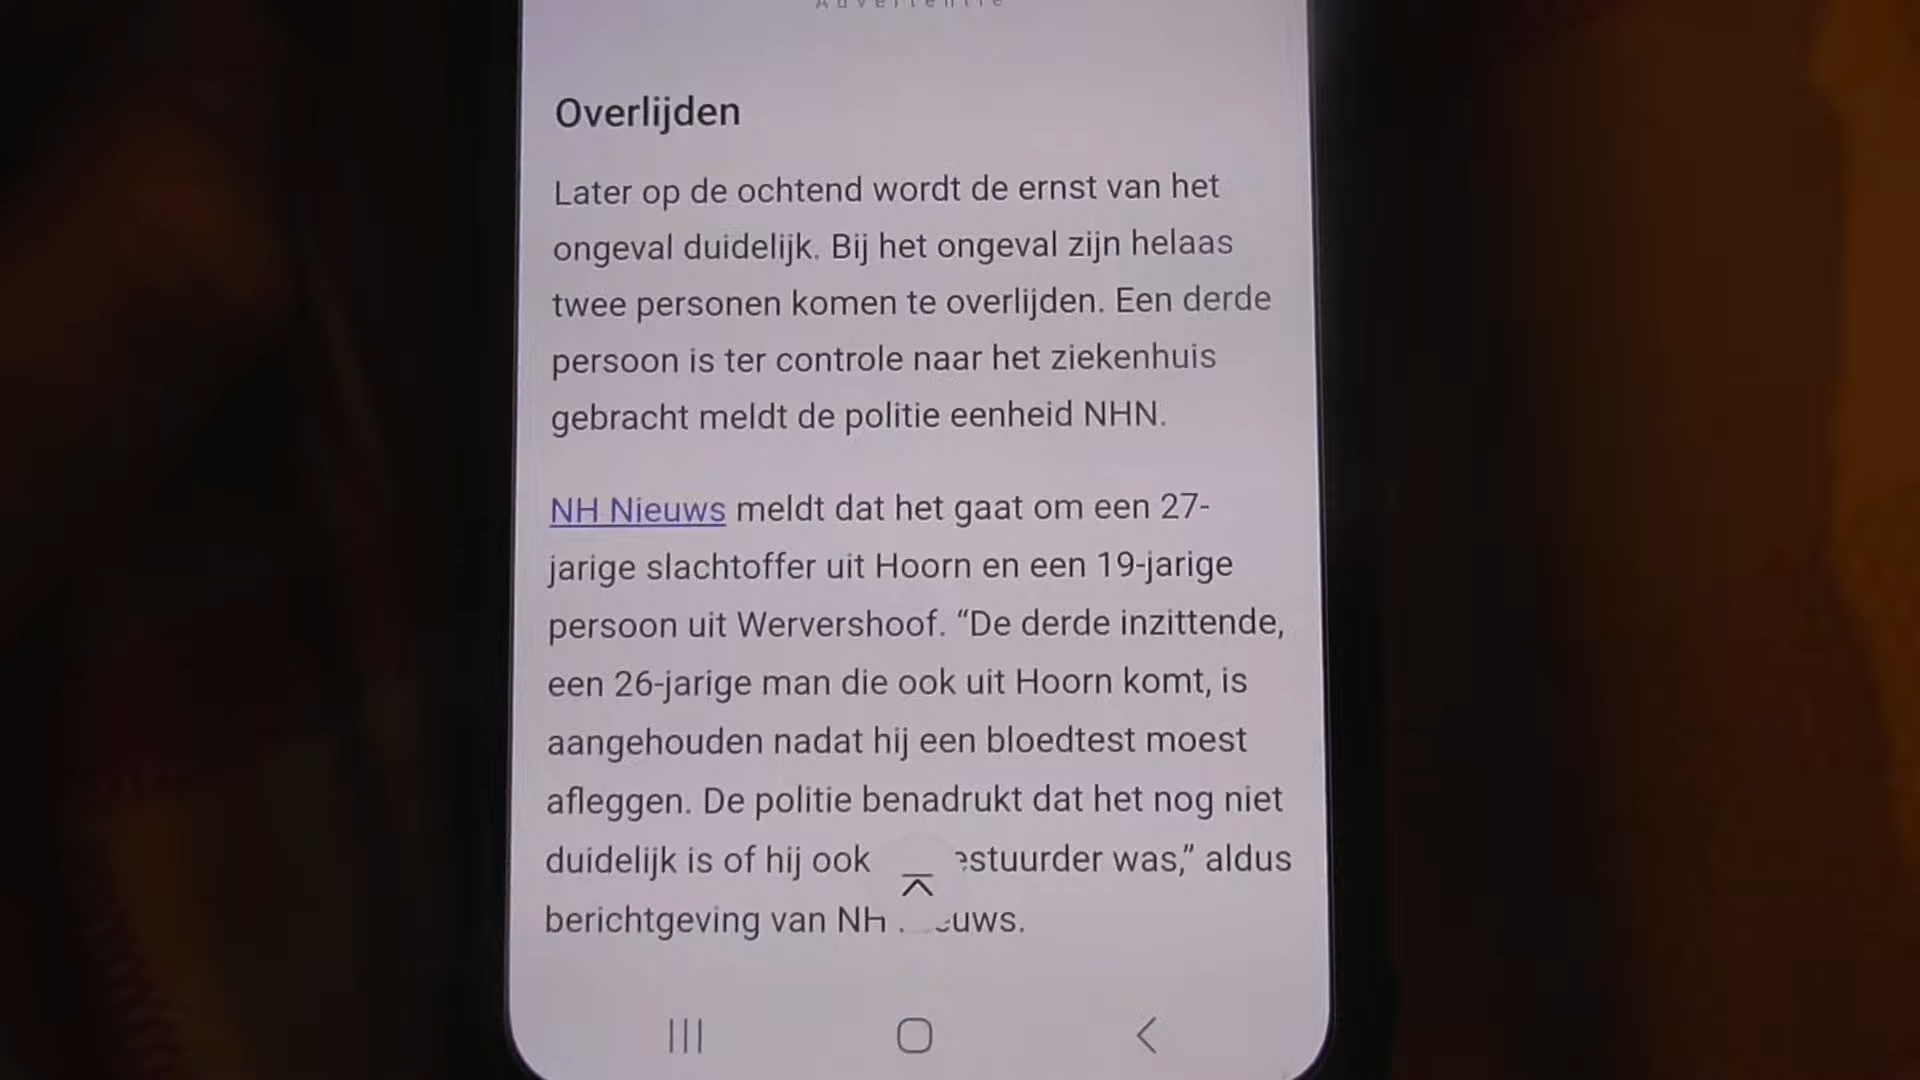 Advertentie
Overlijden
Later op de ochtend wordt de ernst van het
ongeval duidelijk. Bij het ongeval zijn helaas
twee personen komen te overlijden. Een derde
persoon is ter controle naar het ziekenhuis
gebracht meldt de politie eenheid NHN.
NH Nieuws meldt dat het gaat om een 27-
jarige slachtoffer uit Hoorn en een 19-jarige
persoon uit Wervershoof. “De derde inzittende,
een 26-jarige man die ook uit Hoorn komt, is
aangehouden nadat hij een bloedtest moest
afleggen. De politie benadrukt dat het nog niet
duidelijk is of hij ook estuurder was,” aldus
berichtgeving van NH uws.